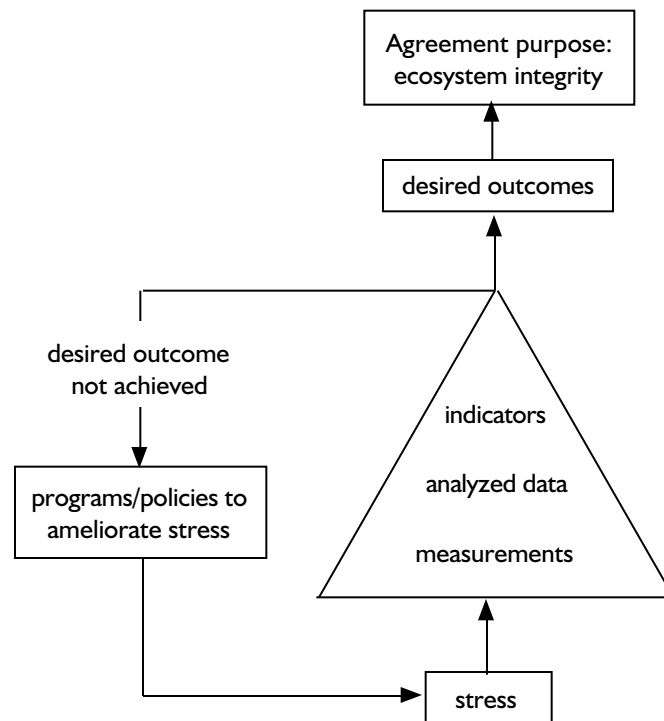 Agreement purpose:
ecosystem integrity
desired outcomes
desired outcome
not achieved
indicators
analyzed data
measurements
programs/policies to
ameliorate stress
stress